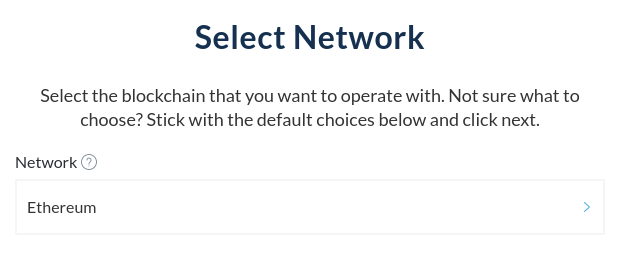 Select Network
Select the blockchain that you want to operate with. Not sure what to
choose? Stick with the default choices below and click next.
Network ?
Ethereum